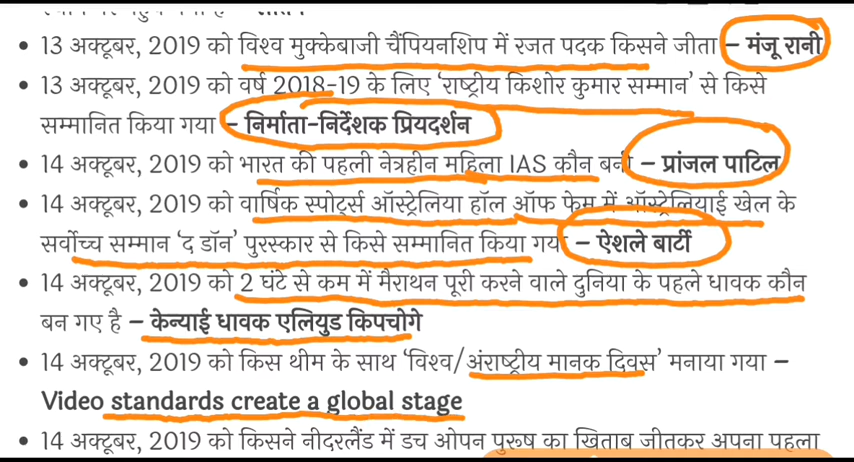 • 13 अक्टूबर, 2019 को विश्व मुक्केबाजी चैंपियनशिप में रजत पदक किसने जीता – मंजू रानी
• 13 अक्टूबर, 2019 को वर्ष 2018-19 के लिए ‘राष्ट्रीय किशोर कुमार सम्मान’ से किसे
सम्मानित किया गया – निर्माता-निर्देशक प्रियदर्शन
• 14 अक्टूबर, 2019 को भारत की पहली नेत्रहीन महिला IAS कौन बनी – प्रांजल पाटिल
• 14 अक्टूबर, 2019 को वार्षिक स्पोर्ट्स ऑस्ट्रेलिया हॉल ऑफ फेम में ऑस्ट्रेलियाई खेल के
सर्वोच्च सम्मान ‘द डॉन’ पुरस्कार से किसे सम्मानित किया गया – ऐशले बार्टी
• 14 अक्टूबर, 2019 को 2 घंटे से कम में मैराथन पूरी करने वाले दुनिया के पहले धावक कौन
बन गए है – केन्याई धावक एलियुड किपचोगे
• 14 अक्टूबर, 2019 को किस थीम के साथ ‘विश्व/अंराष्ट्रीय मानक दिवस’ मनाया गया –
Video standards create a global stage
• 14 अक्टूबर, 2019 को किसने नीदरलैंड में डच ओपन पुरूष का खिताब जीतकर अपना पहला